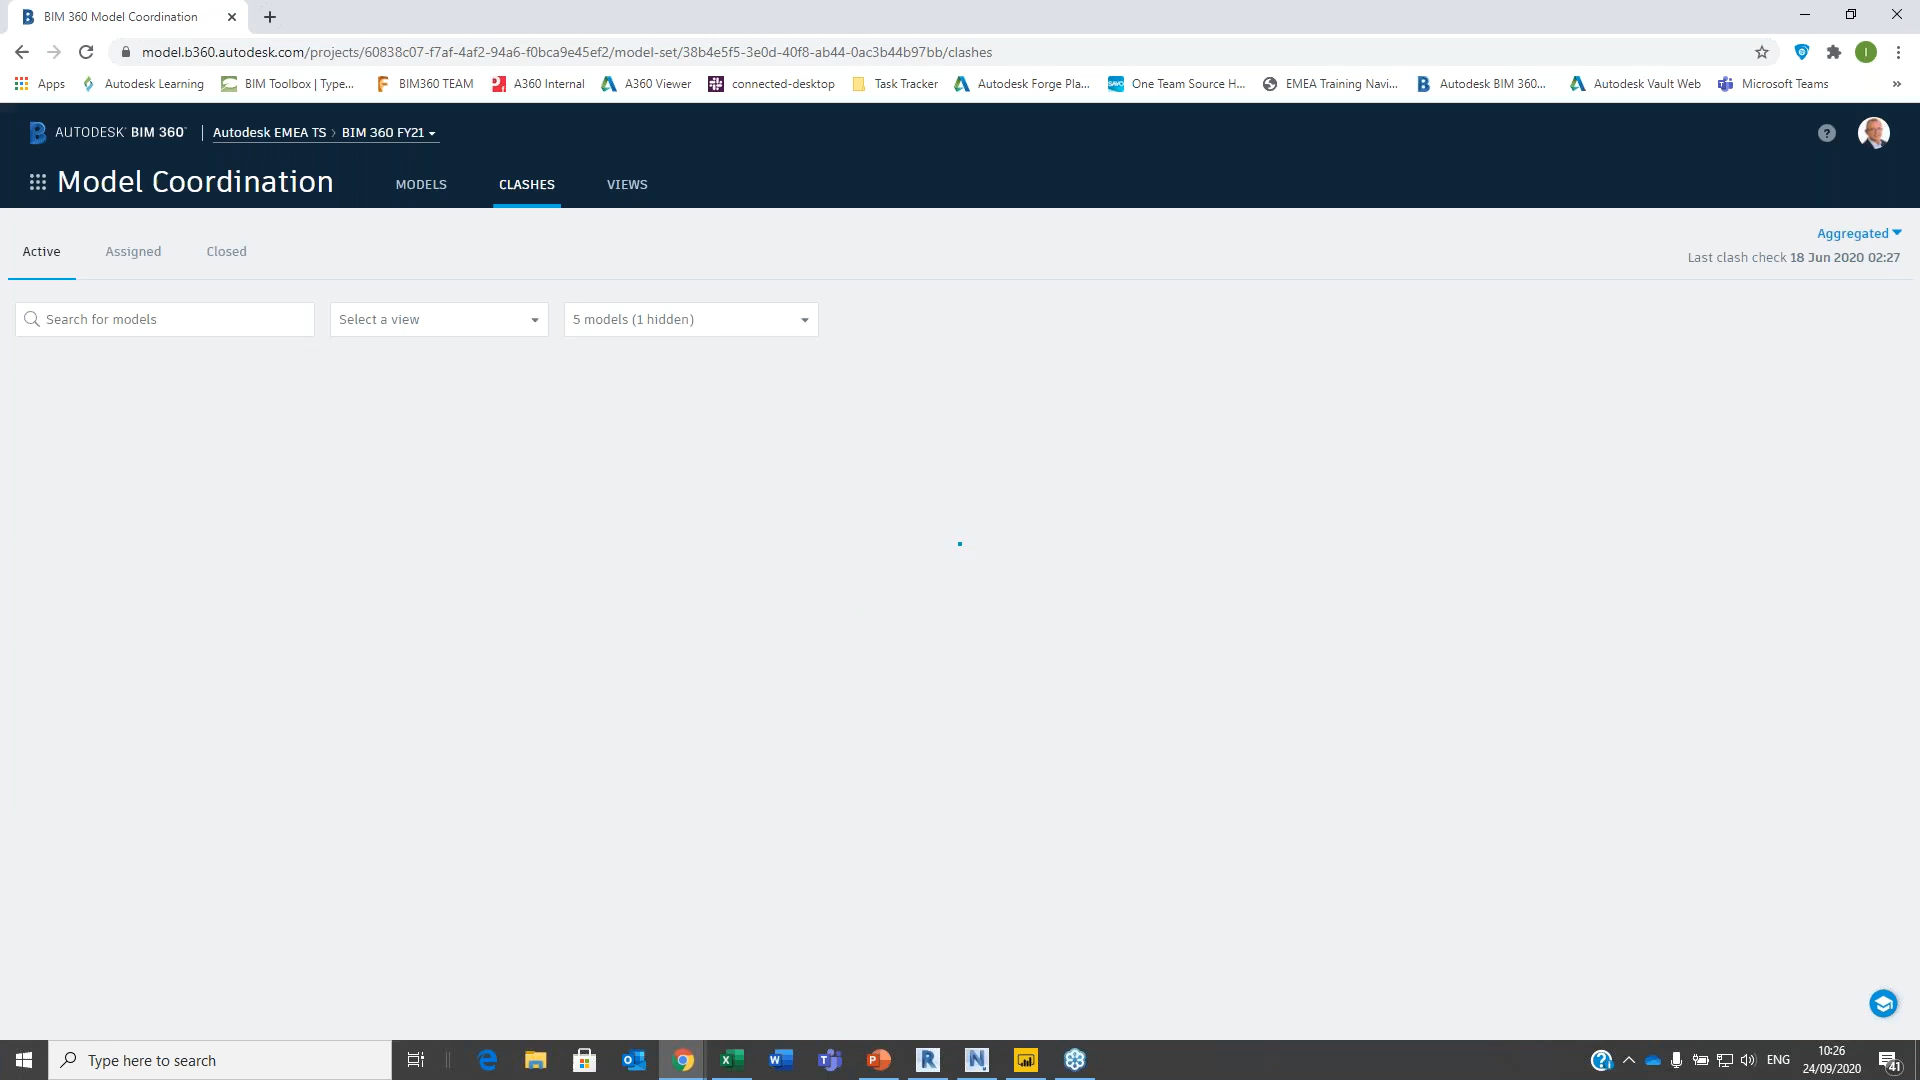 BIM 360 Model Coordination
model.b360.autodesk.com/projects/60838c07-f7af-4af2-94a6-f0bca9e45ef2/model-set/38b4e5f5-3e0d-40f8-ab44-0ac3b44b97bb/clashes
I
Apps Autodesk Learning BIM Toolbox | Type... BIM360 TEAM A360 Internal A360 Viewer connected-desktop Task Tracker Autodesk Forge Pla... One Team Source H... EMEA Training Navi... Autodesk BIM 360... Autodesk Vault Web Microsoft Teams »
AUTODESK BIM 360 Autodesk EMEA TS > BIM 360 FY21
Model Coordination MODELS CLASHES VIEWS
Active Assigned Closed
Aggregated
Last clash check 18 Jun 2020 02:27
Search for models Select a view 5 models (1 hidden)
Type here to search
ENG
10:26
24/09/2020
41